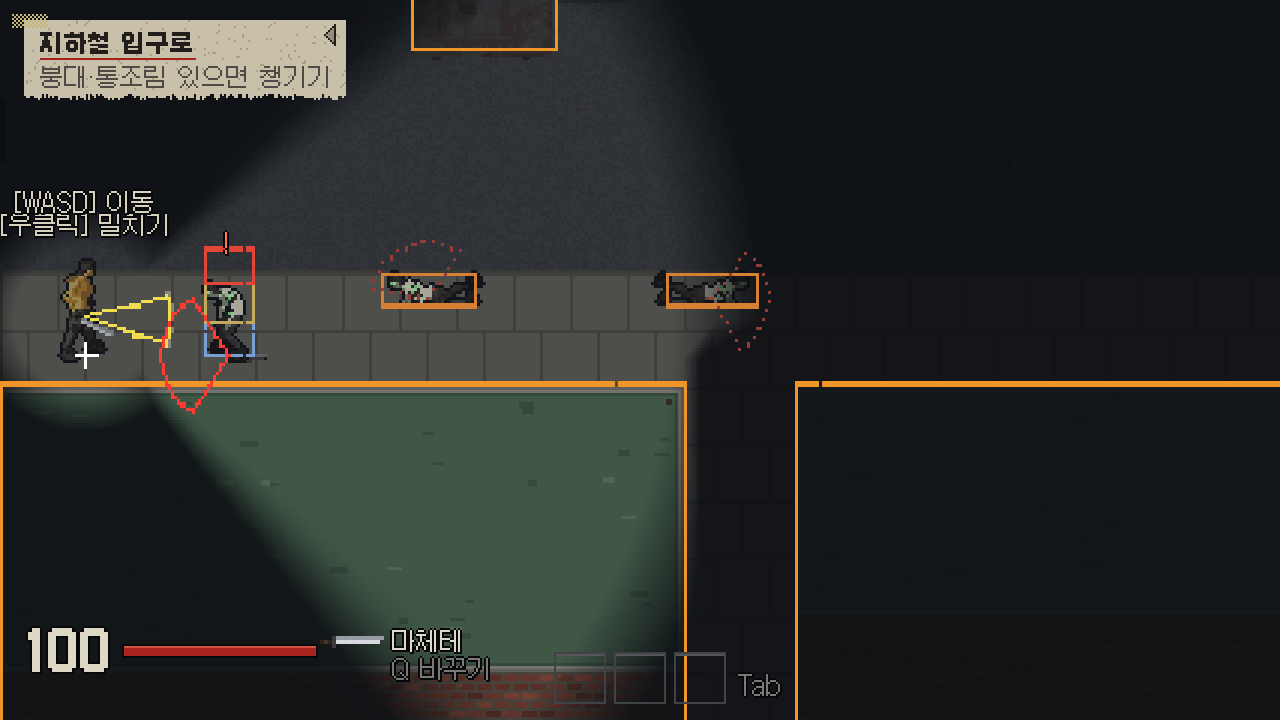 지하철 입구로
붕대·통조림 있으면 챙기기
[WASD] 이동
[우클릭] 밀치기
!
100
마체테
Q 바꾸기
Tab